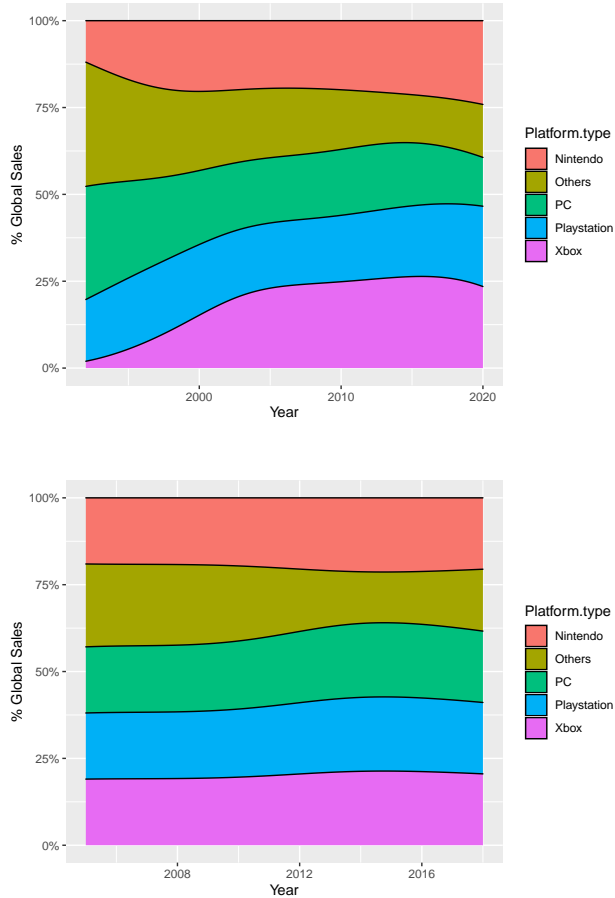 100%
75%
50%
25%
0%
% Global Sales
2000
2010
2020
Year
Platform.type
Nintendo
Others
PC
Playstation
Xbox
100%
75%
50%
25%
0%
% Global Sales
2008
2012
2016
Year
Platform.type
Nintendo
Others
PC
Playstation
Xbox